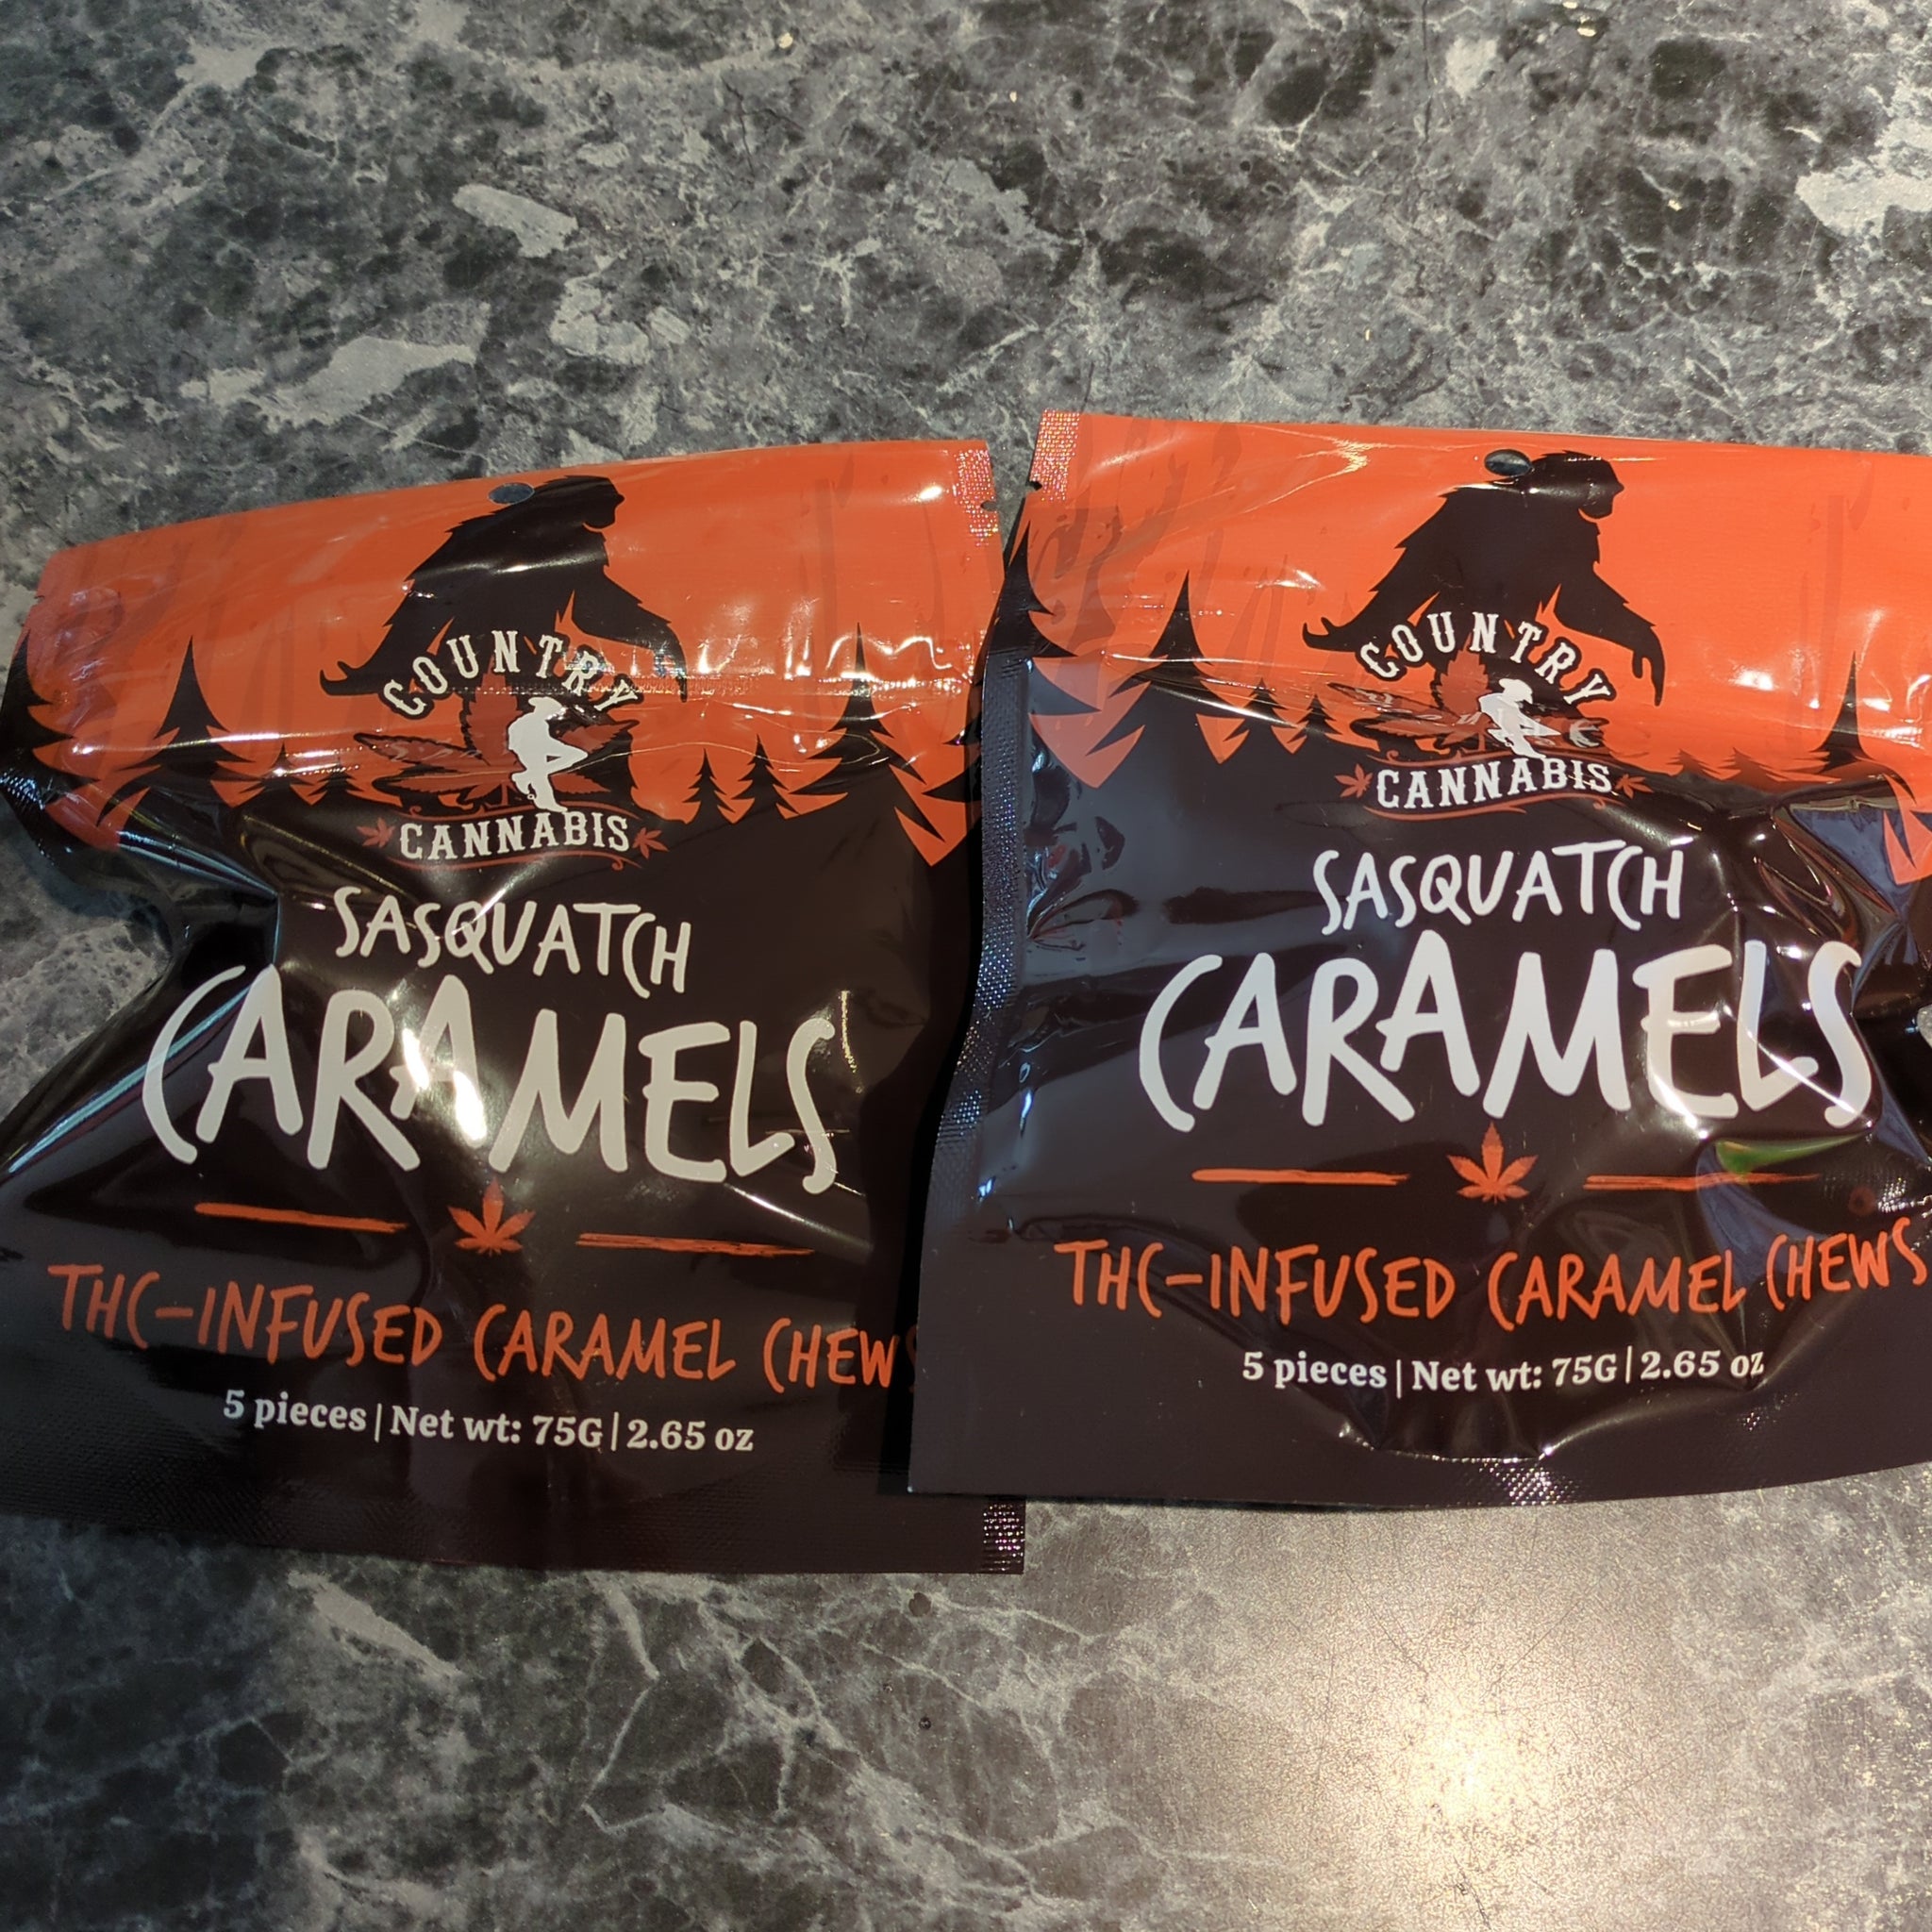 COUNTRY
CANNABIS
SASQUATCH
CARAMELS
THC-INFUSED CARAMEL CHEWS
5 pieces | Net wt: 75G | 2.65 oz
COUNTRY
CANNABIS
SASQUATCH
CARAMELS
THC-INFUSED CARAMEL CHEWS
5 pieces | Net wt: 75G | 2.65 oz